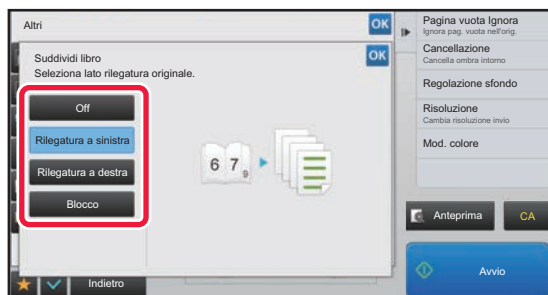 Altri
OK
Suddividi libro
Seleziona lato rilegatura originale.
OK
Off
Rilegatura a sinistra
Rilegatura a destra
Blocco
6 7 9
Indietro
Pagina vuota Ignora
Ignora pag. vuota nell'orig.
Cancellazione
Cancella ombra intorno
Regolazione sfondo
Risoluzione
Cambia risoluzione invio
Mod. colore
Anteprima
CA
Avvio